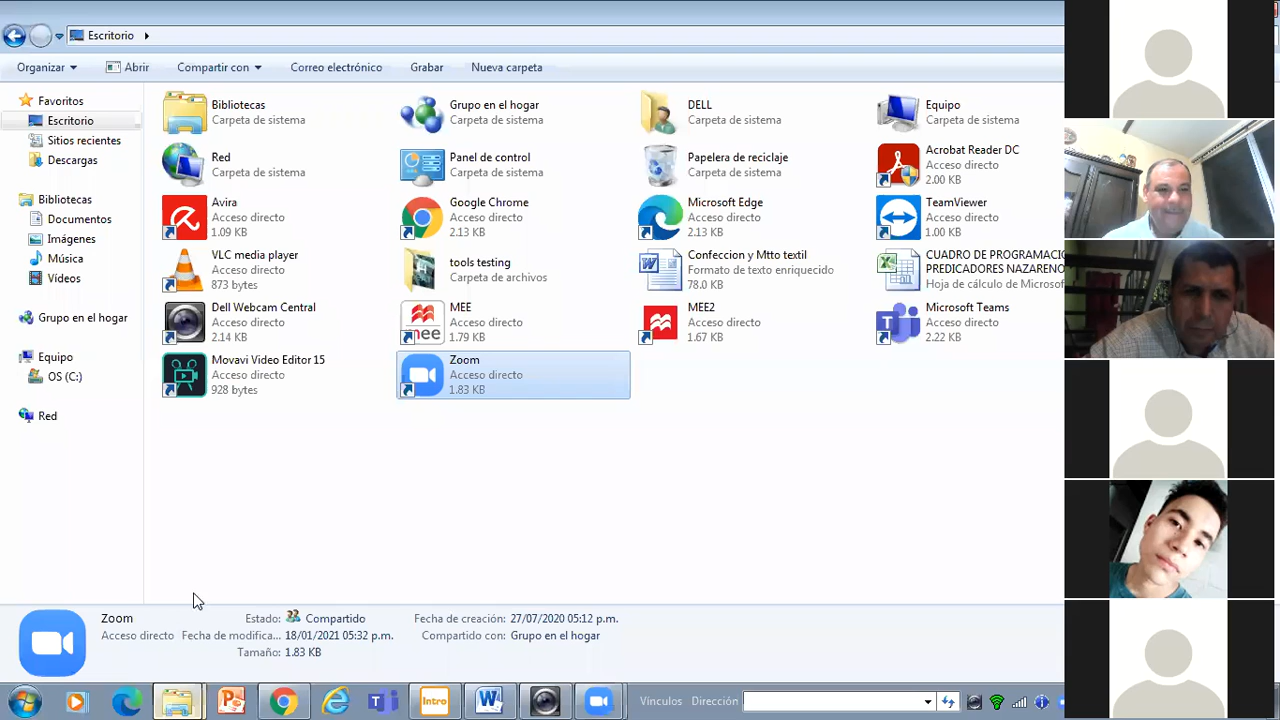 Escritorio
Organizar
Abrir
Compartir con
Correo electrónico
Grabar
Nueva carpeta
Favoritos
Escritorio
Sitios recientes
Descargas
Bibliotecas
Documentos
Imágenes
Música
Vídeos
Grupo en el hogar
Equipo
OS (C:)
Red
Bibliotecas
Carpeta de sistema
Grupo en el hogar
Carpeta de sistema
DELL
Carpeta de sistema
Equipo
Carpeta de sistema
Red
Carpeta de sistema
Panel de control
Carpeta de sistema
Papelera de reciclaje
Carpeta de sistema
Acrobat Reader DC
Acceso directo
2.00 KB
Avira
Acceso directo
1.09 KB
Google Chrome
Acceso directo
2.13 KB
Microsoft Edge
Acceso directo
2.13 KB
TeamViewer
Acceso directo
1.00 KB
VLC media player
Acceso directo
873 bytes
tools testing
Carpeta de archivos
Confeccion y Mtto textil
Formato de texto enriquecido
78.0 KB
CUADRO DE PROGRAMACIO
PREDICADORES NAZARENO
Hoja de cálculo de Microsof
Dell Webcam Central
Acceso directo
2.14 KB
mee
MEE
Acceso directo
1.79 KB
MEE2
Acceso directo
1.67 KB
Microsoft Teams
Acceso directo
2.22 KB
Movavi Video Editor 15
Acceso directo
928 bytes
Zoom
Acceso directo
1.83 KB
Zoom
Acceso directo
Estado: Compartido
Fecha de modifica... 18/01/2021 05:32 p.m.
Tamaño: 1.83 KB
Fecha de creación: 27/07/2020 05:12 p.m.
Compartido con: Grupo en el hogar
Intro
Vínculos
Dirección